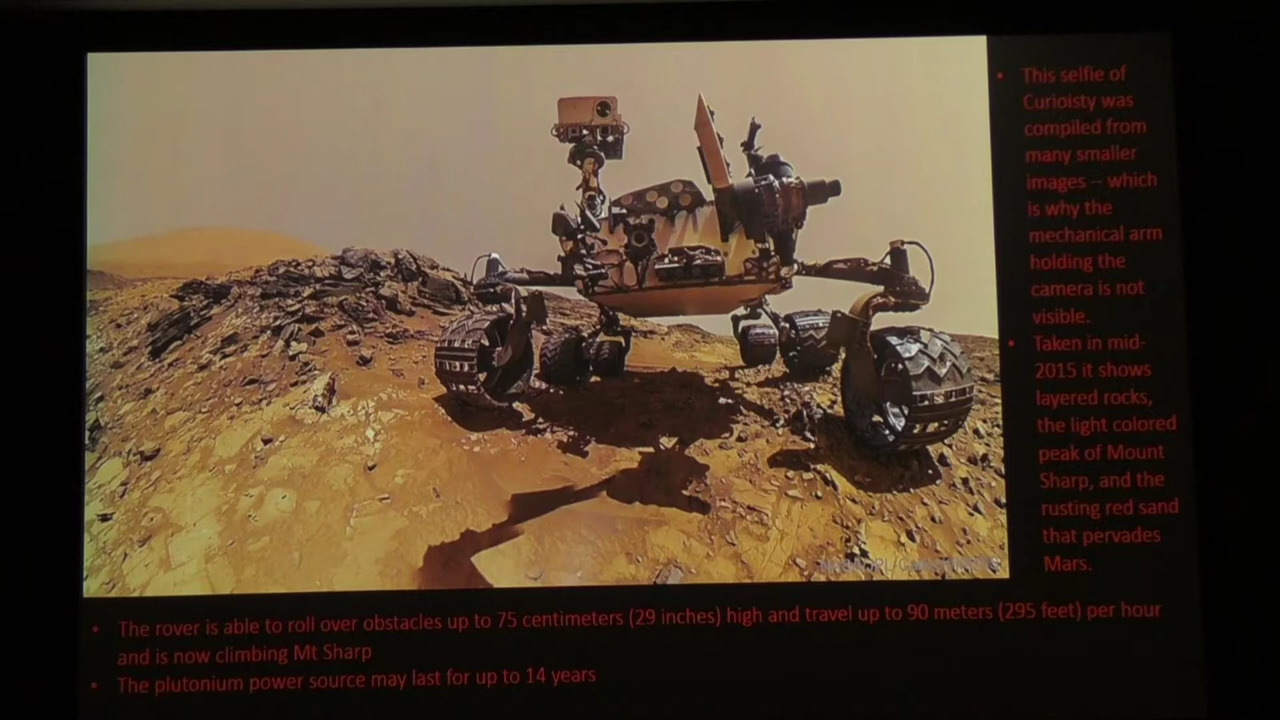 • This selfie of
Curioisty was
compiled from
many smaller
images -- which
is why the
mechanical arm
holding the
camera is not
visible.
• Taken in mid-
2015 it shows
layered rocks,
the light colored
peak of Mount
Sharp, and the
rusting red sand
that pervades
Mars.
• The rover is able to roll over obstacles up to 75 centimeters (29 inches) high and travel up to 90 meters (295 feet) per hour
and is now climbing Mt Sharp
• The plutonium power source may last for up to 14 years